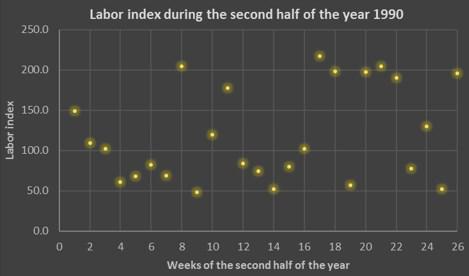 Labor index during the second half of the year 1990
250.0
200.0
150.0
100.0
50.0
0.0
Labor index
0 2 4 6 8 10 12 14 16 18 20 22 24 26
Weeks of the second half of the year